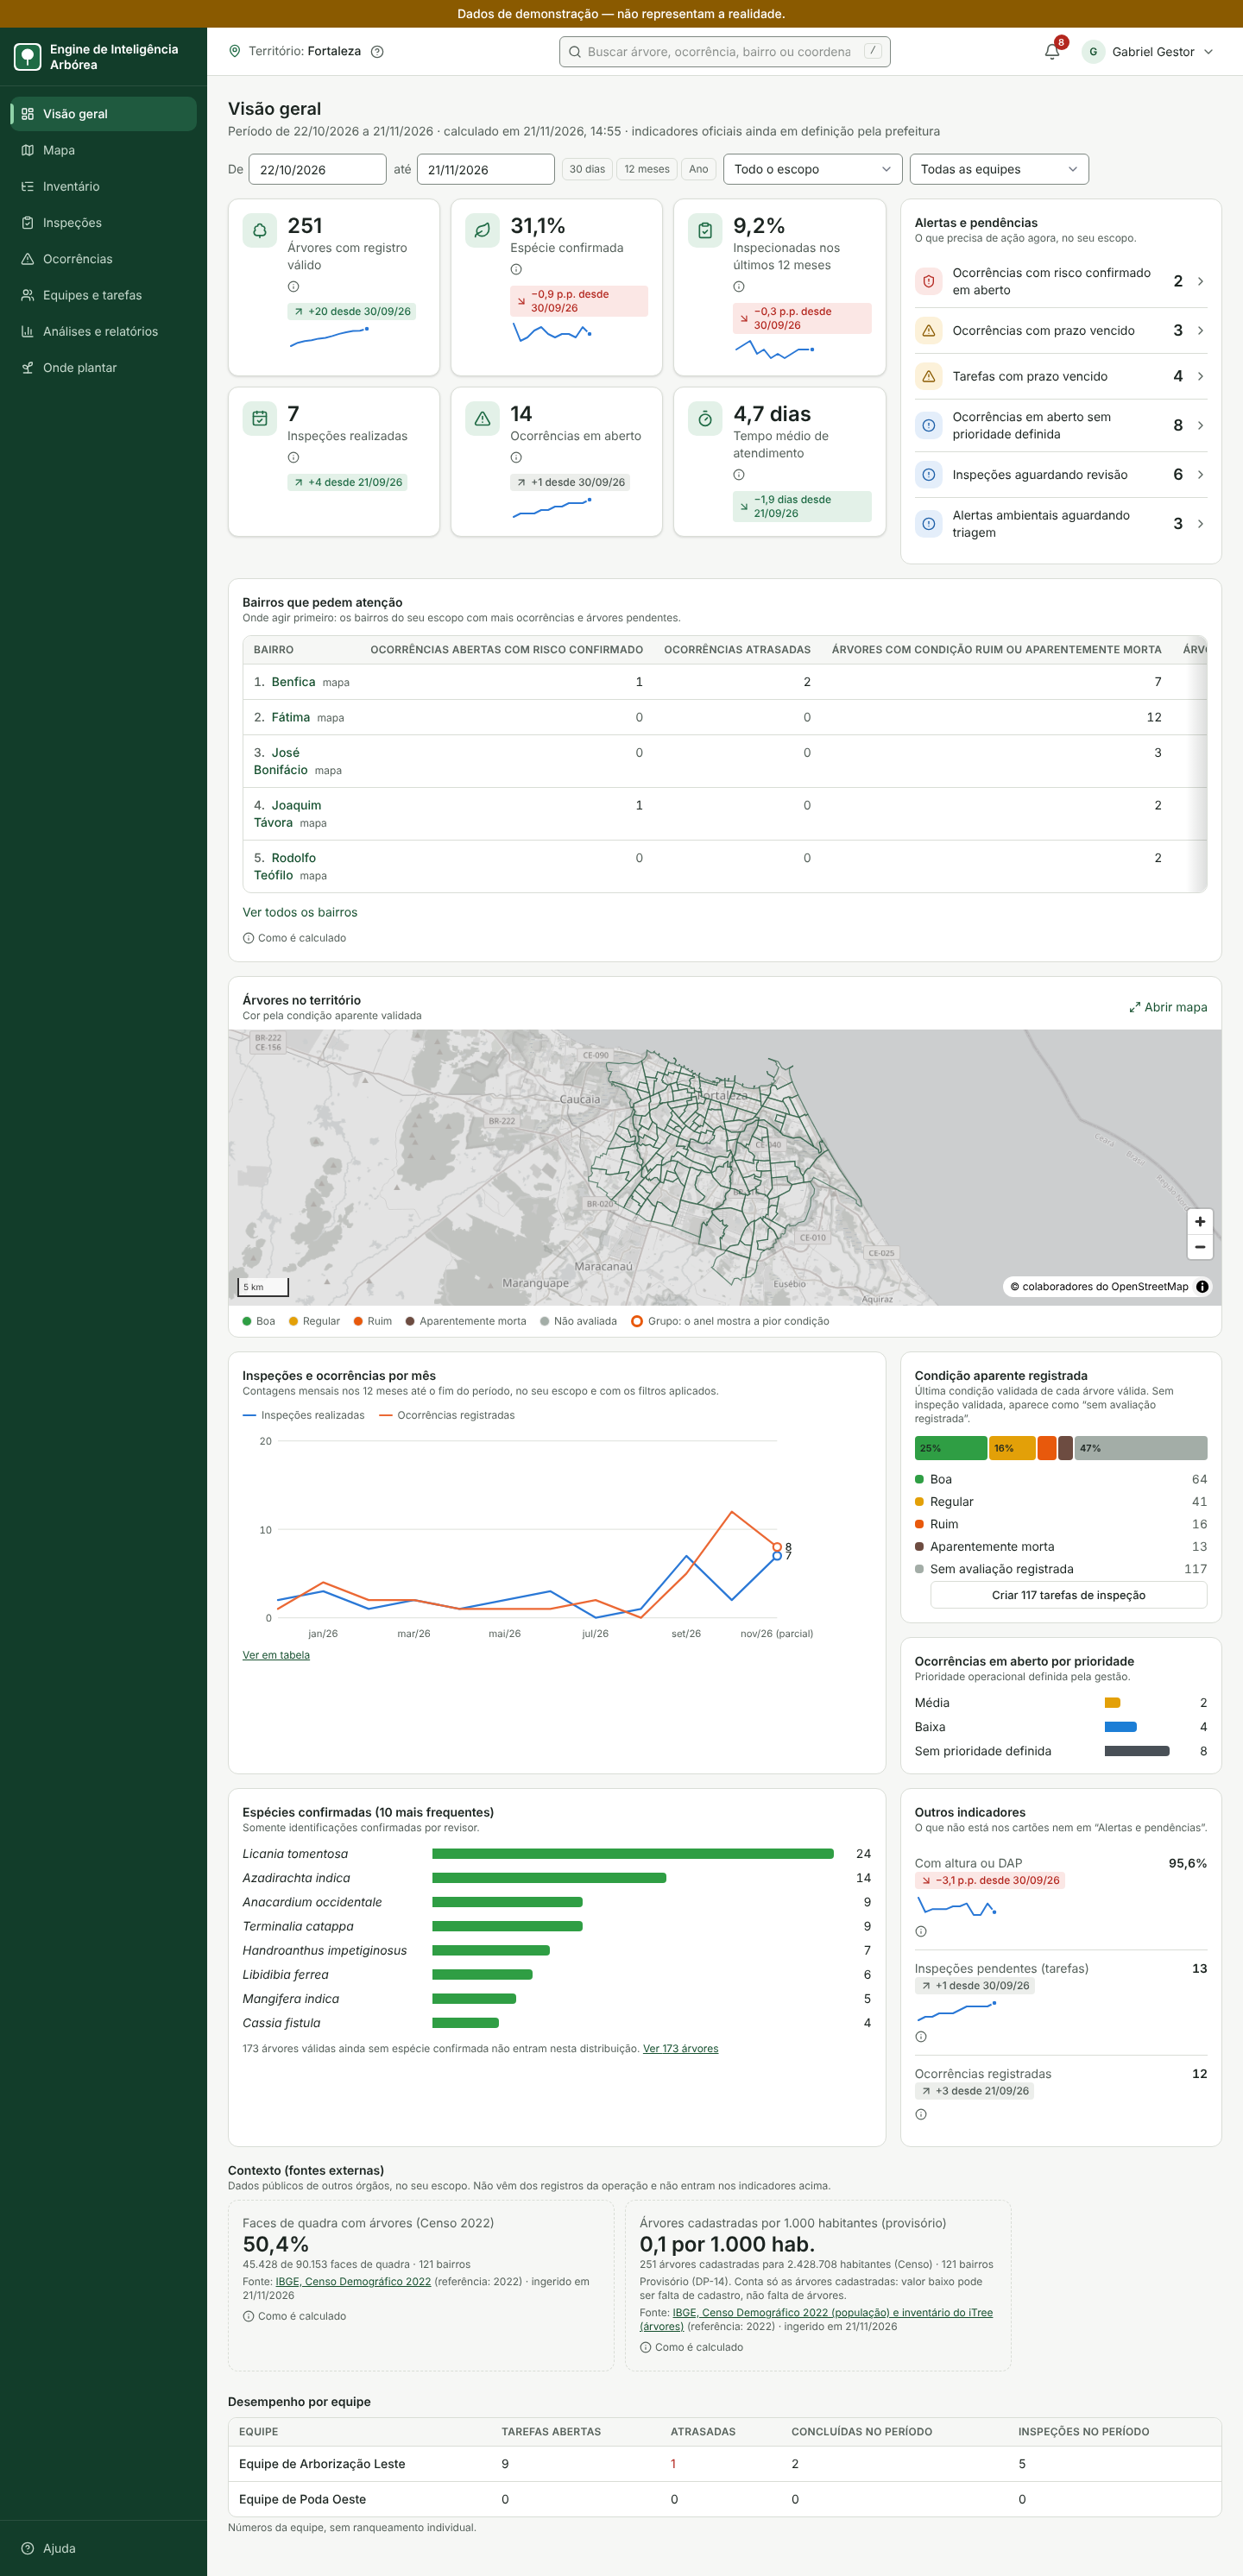 Dados de demonstração — não representam a realidade.
Engine de Inteligência
Arbórea
Território: Fortaleza
Buscar árvore, ocorrência, bairro ou coordena
/
8
G
Gabriel Gestor
Visão geral
Mapa
Inventário
Inspeções
Ocorrências
Equipes e tarefas
Análises e relatórios
Onde plantar
Ajuda
Visão geral
Período de 22/10/2026 a 21/11/2026 · calculado em 21/11/2026, 14:55 · indicadores oficiais ainda em definição pela prefeitura
De 22/10/2026 até 21/11/2026 30 dias 12 meses Ano Todo o escopo Todas as equipes
251
Árvores com registro
válido
+20 desde 30/09/26
31,1%
Espécie confirmada
−0,9 p.p. desde
30/09/26
9,2%
Inspecionadas nos
últimos 12 meses
−0,3 p.p. desde
30/09/26
7
Inspeções realizadas
+4 desde 21/09/26
14
Ocorrências em aberto
+1 desde 30/09/26
4,7 dias
Tempo médio de
atendimento
−1,9 dias desde
21/09/26
Alertas e pendências
O que precisa de ação agora, no seu escopo.
Ocorrências com risco confirmado
em aberto
2
Ocorrências com prazo vencido 3
Tarefas com prazo vencido 4
Ocorrências em aberto sem
prioridade definida
8
Inspeções aguardando revisão 6
Alertas ambientais aguardando
triagem
3
Bairros que pedem atenção
Onde agir primeiro: os bairros do seu escopo com mais ocorrências e árvores pendentes.
BAIRRO OCORRÊNCIAS ABERTAS COM RISCO CONFIRMADO OCORRÊNCIAS ATRASADAS ÁRVORES COM CONDIÇÃO RUIM OU APARENTEMENTE MORTA
1. Benfica mapa 1 2 7
2. Fátima mapa 0 0 12
3. José
Bonifácio mapa
0 0 3
4. Joaquim
Távora mapa
1 0 2
5. Rodolfo
Teófilo mapa
0 0 2
Ver todos os bairros
Como é calculado
Árvores no território
Cor pela condição aparente validada
Abrir mapa
BR-222
CE-156
CE-090
Caucaia
Fortaleza
BR-222
CE-040
BR-020
CE-010
CE-025
Maracanaú
Maranguape
Eusébio
Aquiraz
Ceará
Brasil
5 km
+
−
© colaboradores do OpenStreetMap
Boa Regular Ruim Aparentemente morta Não avaliada Grupo: o anel mostra a pior condição
Inspeções e ocorrências por mês
Contagens mensais nos 12 meses até o fim do período, no seu escopo e com os filtros aplicados.
Inspeções realizadas Ocorrências registradas
20
10
0
8
7
jan/26 mar/26 mai/26 jul/26 set/26 nov/26 (parcial)
Ver em tabela
Condição aparente registrada
Última condição validada de cada árvore válida. Sem
inspeção validada, aparece como “sem avaliação
registrada”.
25% 16% 47%
Boa 64
Regular 41
Ruim 16
Aparentemente morta 13
Sem avaliação registrada 117
Criar 117 tarefas de inspeção
Ocorrências em aberto por prioridade
Prioridade operacional definida pela gestão.
Média 2
Baixa 4
Sem prioridade definida 8
Espécies confirmadas (10 mais frequentes)
Somente identificações confirmadas por revisor.
Licania tomentosa 24
Azadirachta indica 14
Anacardium occidentale 9
Terminalia catappa 9
Handroanthus impetiginosus 7
Libidibia ferrea 6
Mangifera indica 5
Cassia fistula 4
173 árvores válidas ainda sem espécie confirmada não entram nesta distribuição. Ver 173 árvores
Outros indicadores
O que não está nos cartões nem em “Alertas e pendências”.
Com altura ou DAP 95,6%
−3,1 p.p. desde 30/09/26
Inspeções pendentes (tarefas) 13
+1 desde 30/09/26
Ocorrências registradas 12
+3 desde 21/09/26
Contexto (fontes externas)
Dados públicos de outros órgãos, no seu escopo. Não vêm dos registros da operação e não entram nos indicadores acima.
Faces de quadra com árvores (Censo 2022)
50,4%
45.428 de 90.153 faces de quadra · 121 bairros
Fonte: IBGE, Censo Demográfico 2022 (referência: 2022) · ingerido em
21/11/2026
Como é calculado
Árvores cadastradas por 1.000 habitantes (provisório)
0,1 por 1.000 hab.
251 árvores cadastradas para 2.428.708 habitantes (Censo) · 121 bairros
Provisório (DP-14). Conta só as árvores cadastradas: valor baixo pode
ser falta de cadastro, não falta de árvores.
Fonte: IBGE, Censo Demográfico 2022 (população) e inventário do iTree
(árvores) (referência: 2022) · ingerido em 21/11/2026
Como é calculado
Desempenho por equipe
EQUIPE TAREFAS ABERTAS ATRASADAS CONCLUÍDAS NO PERÍODO INSPEÇÕES NO PERÍODO
Equipe de Arborização Leste 9 1 2 5
Equipe de Poda Oeste 0 0 0 0
Números da equipe, sem ranqueamento individual.